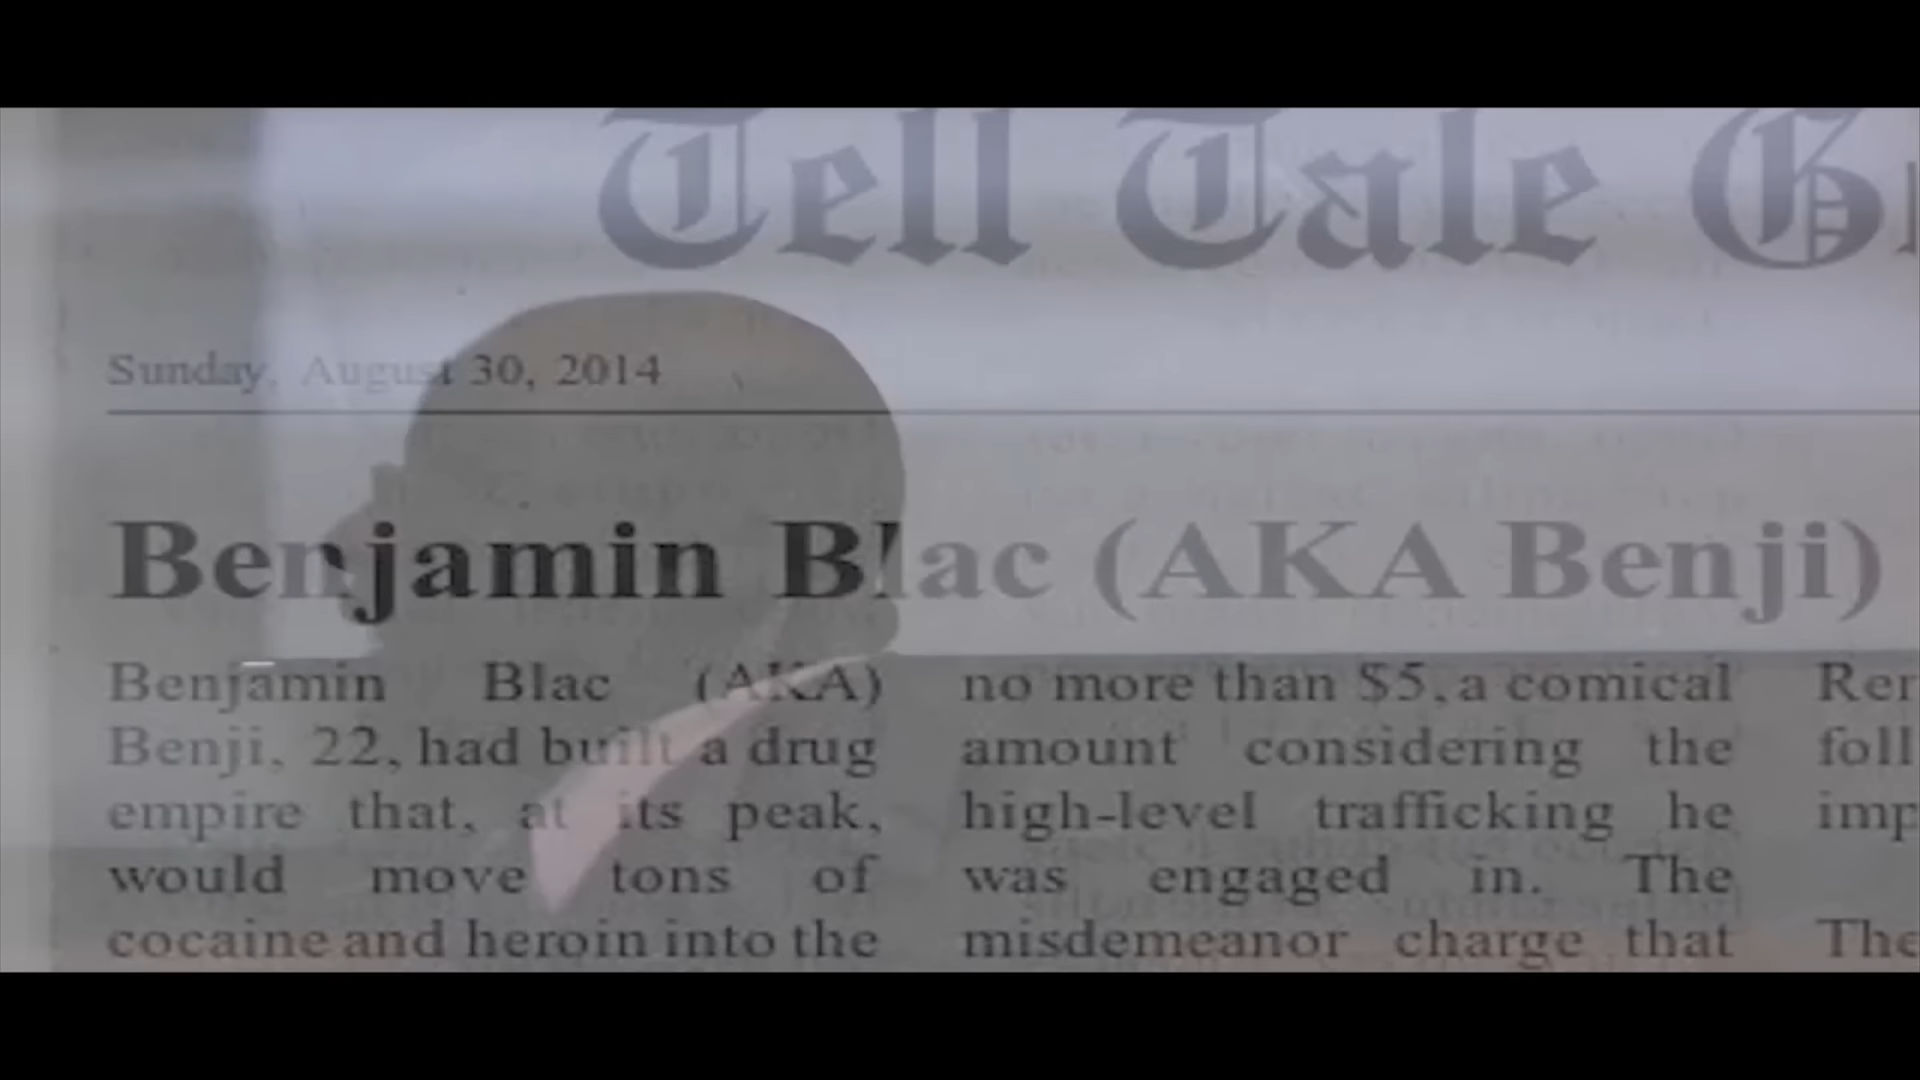 Tell Tale
Sunday, August 30, 2014
Benjamin Blac (AKA Benji)
Benjamin Blac (AKA)
Benji, 22, had built a drug
empire that, at its peak,
would move tons of
cocaine and heroin into the
no more than $5, a comical
amount considering the
high-level trafficking he
was engaged in. The
misdemeanor charge that
The